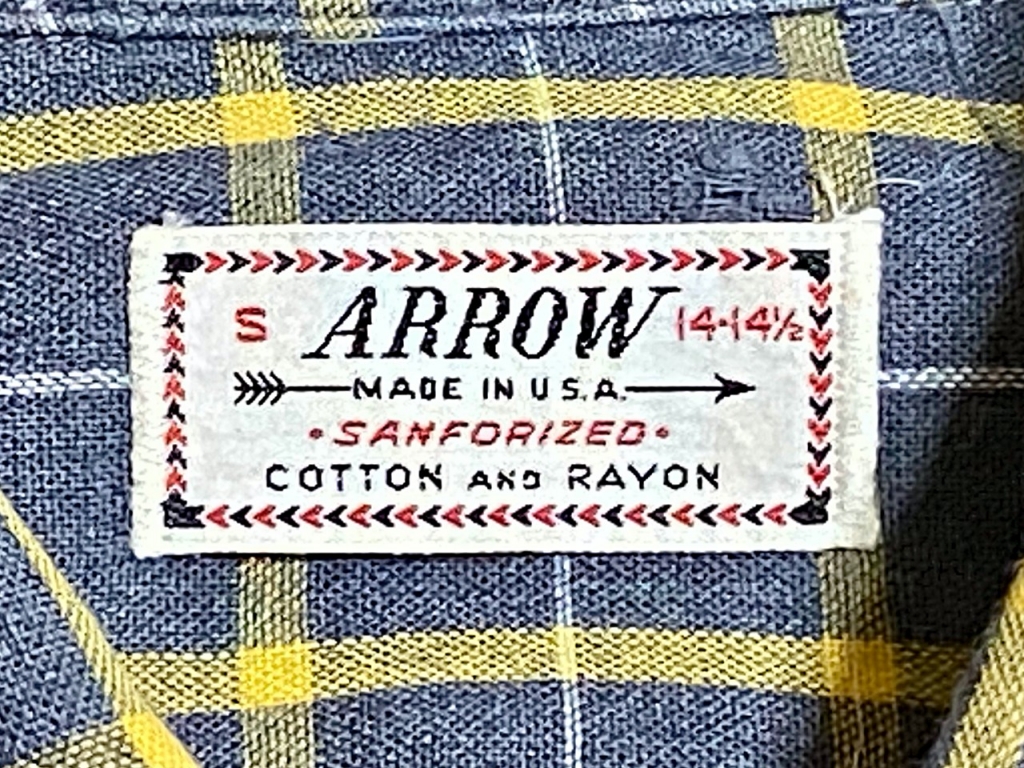 S ARROW 14-14½
MADE IN U.S.A.
•SANFORIZED•
COTTON AND RAYON